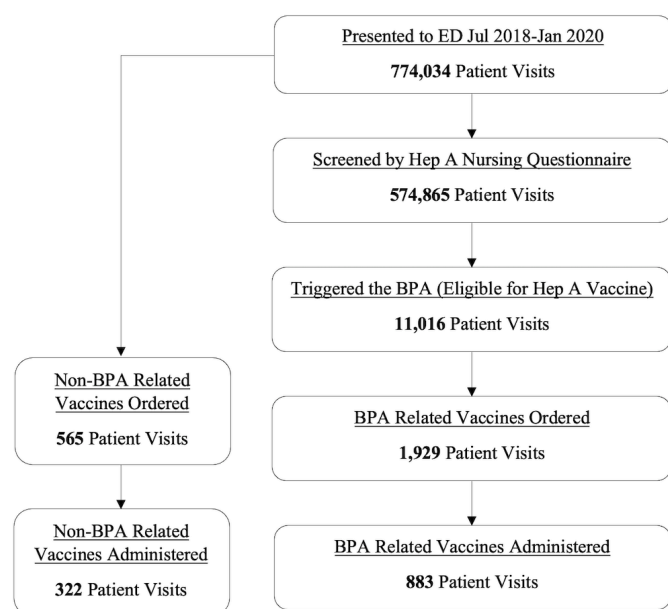 Presented to ED Jul 2018-Jan 2020
774,034 Patient Visits
Screened by Hep A Nursing Questionnaire
574,865 Patient Visits
Triggered the BPA (Eligible for Hep A Vaccine)
11,016 Patient Visits
Non-BPA Related
Vaccines Ordered
565 Patient Visits
BPA Related Vaccines Ordered
1,929 Patient Visits
Non-BPA Related
Vaccines Administered
322 Patient Visits
BPA Related Vaccines Administered
883 Patient Visits